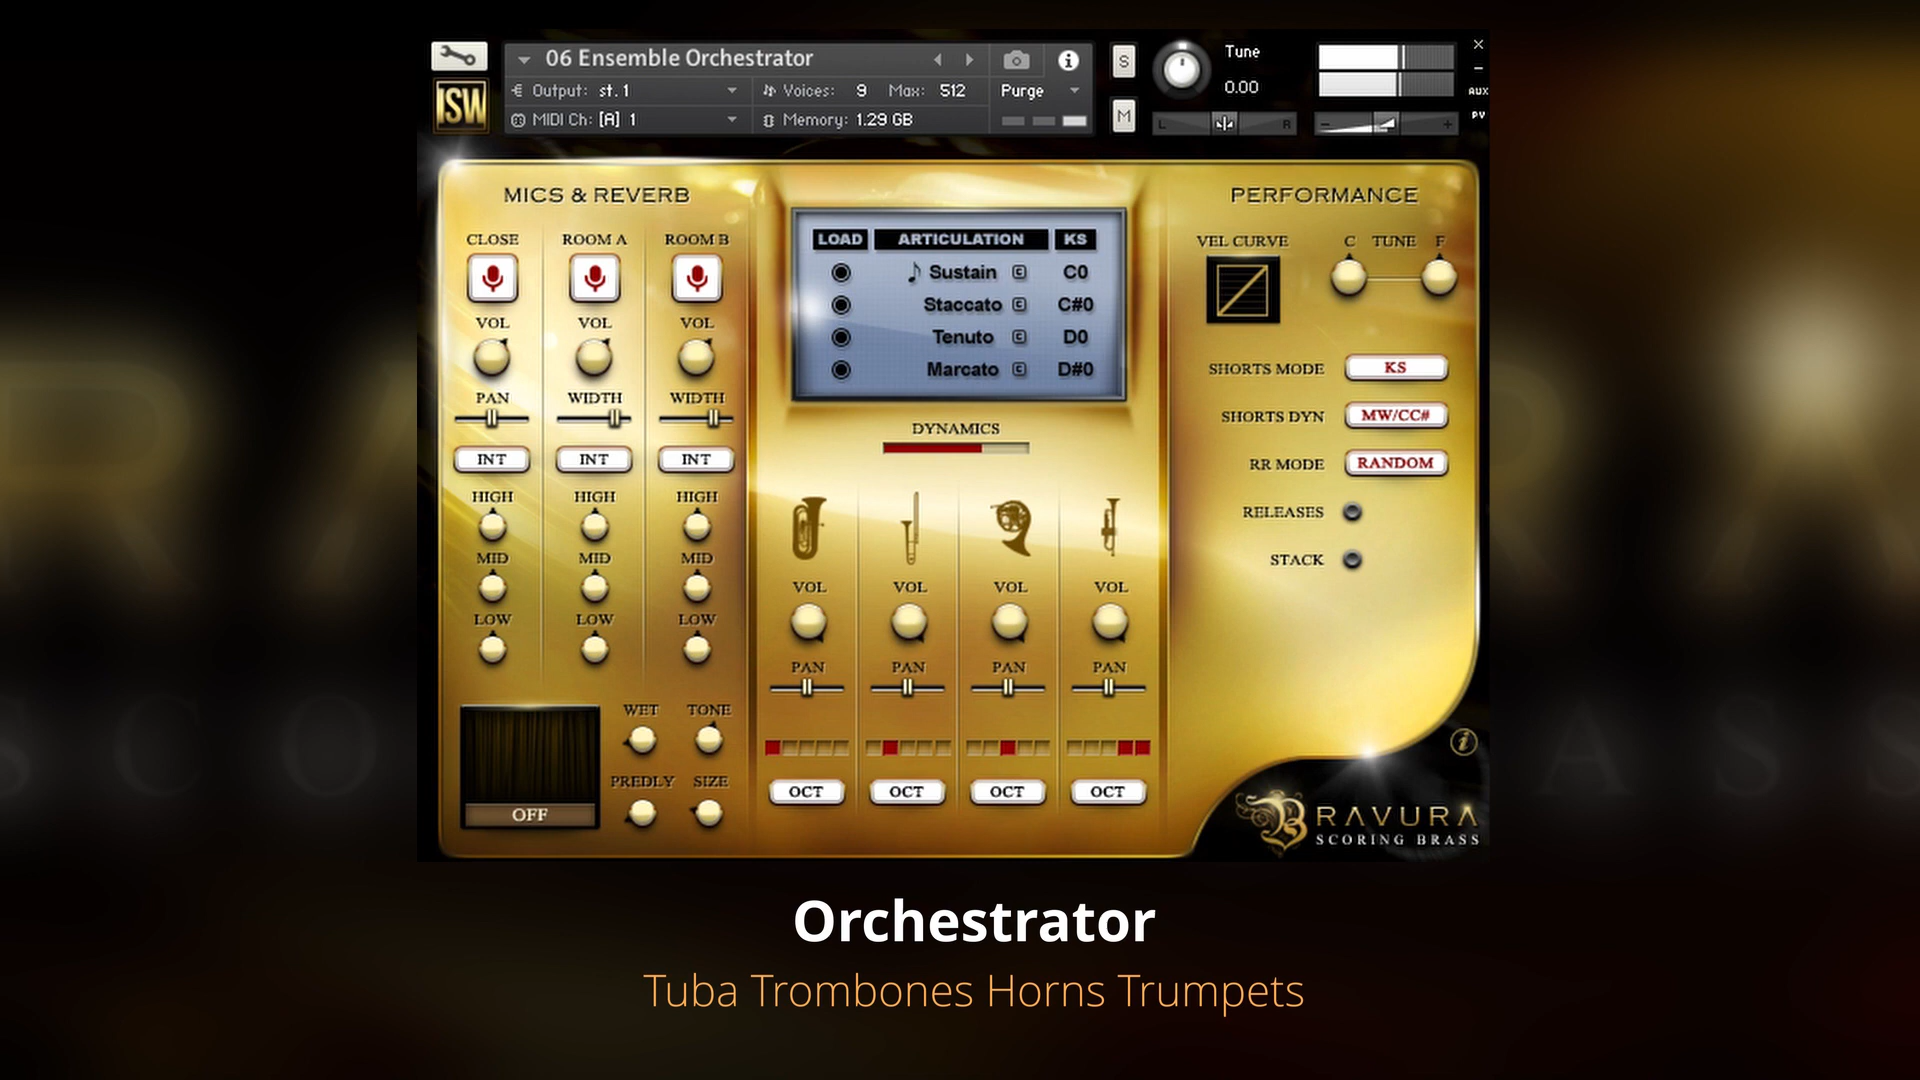 06 Ensemble Orchestrator
Output: st.1
Voices: 9 Max: 512
Purge
MIDI Ch: [A] 1
Memory: 1.29 GB
ISW
S
M
Tune
0.00
L R
- +
AUX
PV
MICS & REVERB
CLOSE ROOM A ROOM B
VOL VOL VOL
PAN WIDTH WIDTH
INT INT INT
HIGH HIGH HIGH
MID MID MID
LOW LOW LOW
WET TONE
PREDLY SIZE
OFF
LOAD ARTICULATION KS
Sustain C C0
Staccato C C#0
Tenuto C D0
Marcato C D#0
DYNAMICS
VOL VOL VOL VOL
PAN PAN PAN PAN
OCT OCT OCT OCT
PERFORMANCE
VEL CURVE C TUNE F
SHORTS MODE KS
SHORTS DYN MW/CC#
RR MODE RANDOM
RELEASES
STACK
BRAVURA
SCORING BRASS
Orchestrator
Tuba Trombones Horns Trumpets